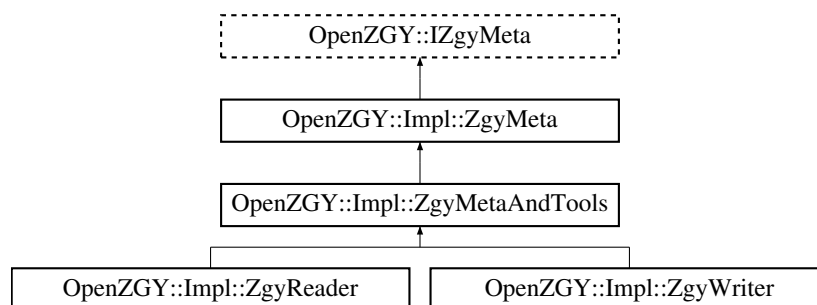 OpenZGY::IZgyMeta
OpenZGY::Impl::ZgyMeta
OpenZGY::Impl::ZgyMetaAndTools
OpenZGY::Impl::ZgyReader
OpenZGY::Impl::ZgyWriter